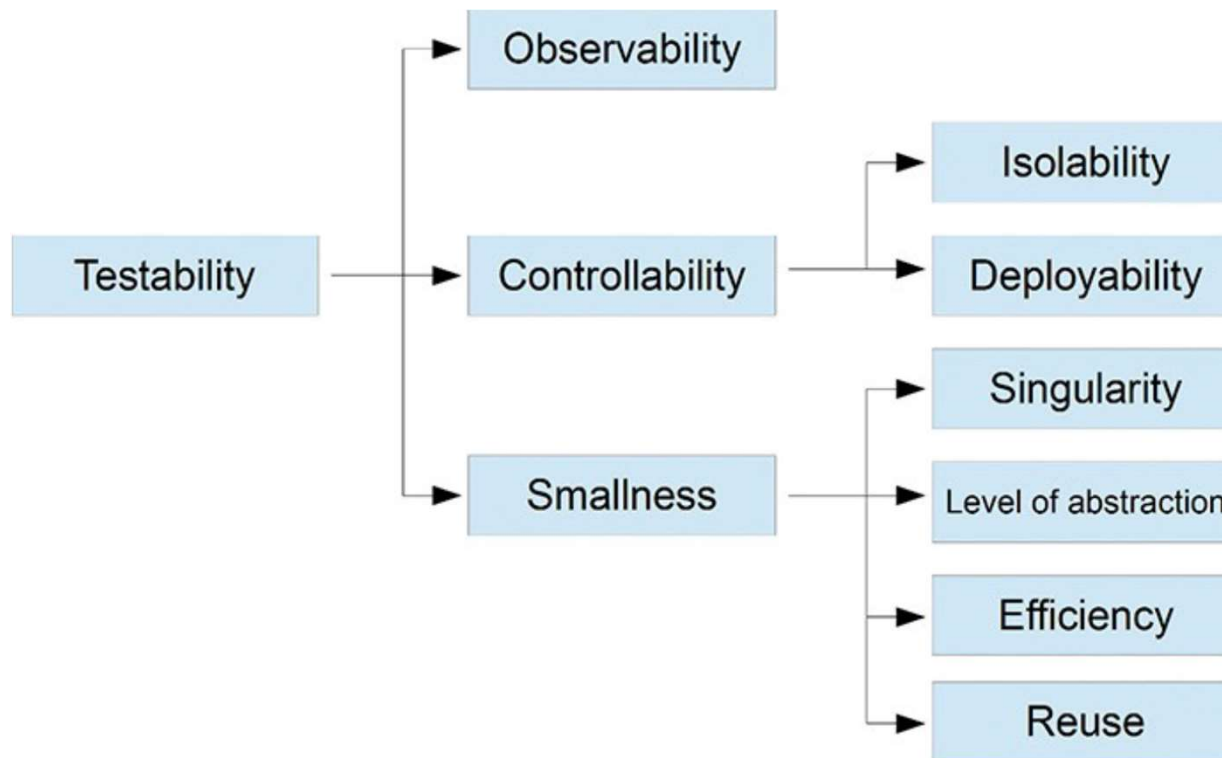 Observability
Isolability
Testability
Controllability
Deployability
Singularity
Smallness
Level of abstraction
Efficiency
Reuse